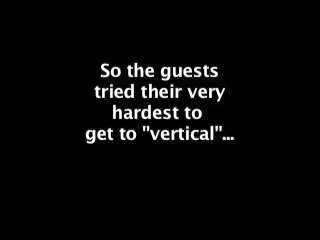 So the guests
tried their very
hardest to
get to "vertical"...